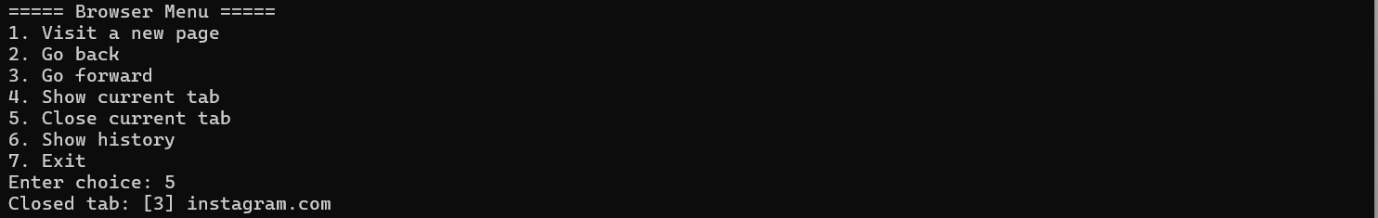 ===== Browser Menu =====
1. Visit a new page
2. Go back
3. Go forward
4. Show current tab
5. Close current tab
6. Show history
7. Exit
Enter choice: 5
Closed tab: [3] instagram.com